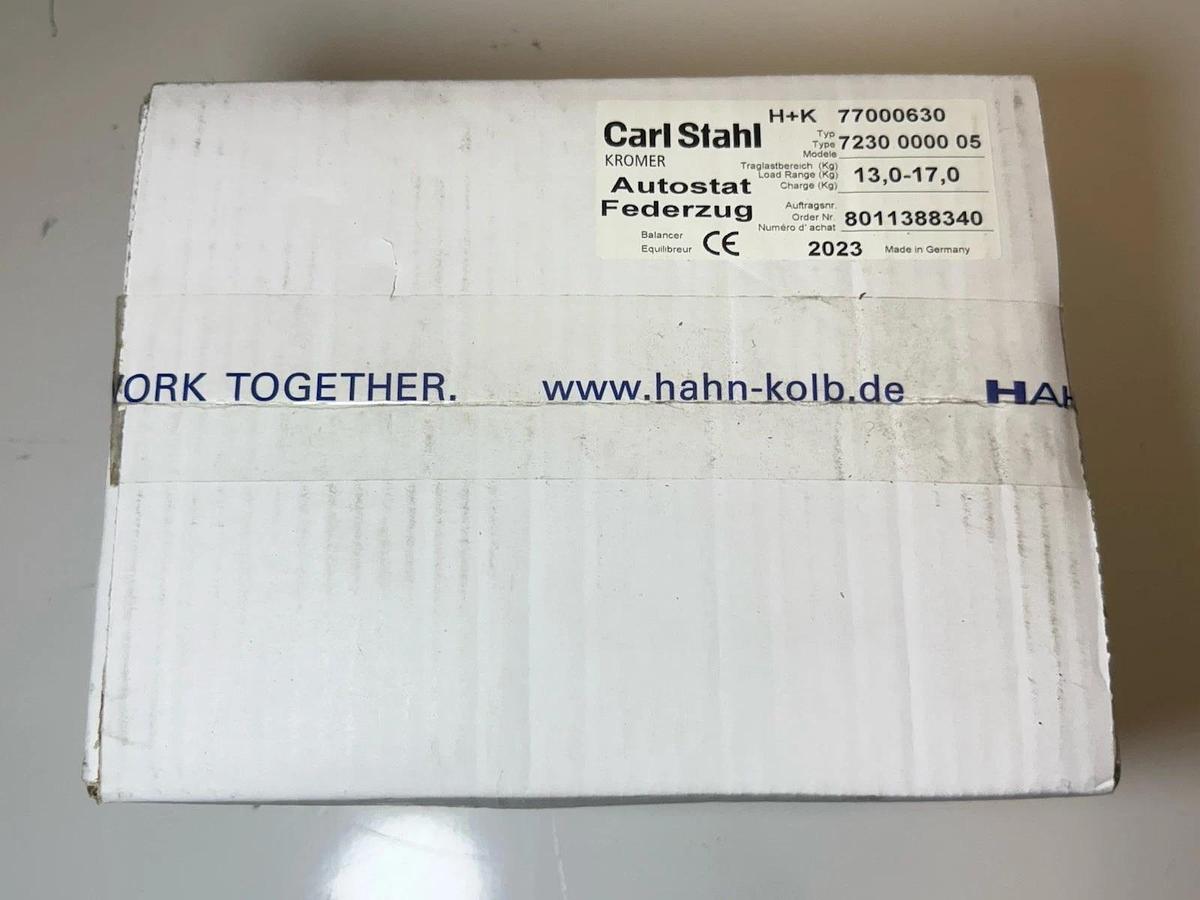 H+K 77000630
Carl Stahl
KROMER
Typ
Type 7230 0000 05
Modele
Autostat
Federzug
Traglastbereich (Kg)
Load Range (Kg) 13,0-17,0
Charge (Kg)
Auftragsnr.
Order Nr. 8011388340
Numéro d' achat
Balancer
Equilibreur CE 2023 Made in Germany
ORK TOGETHER. www.hahn-kolb.de HAH